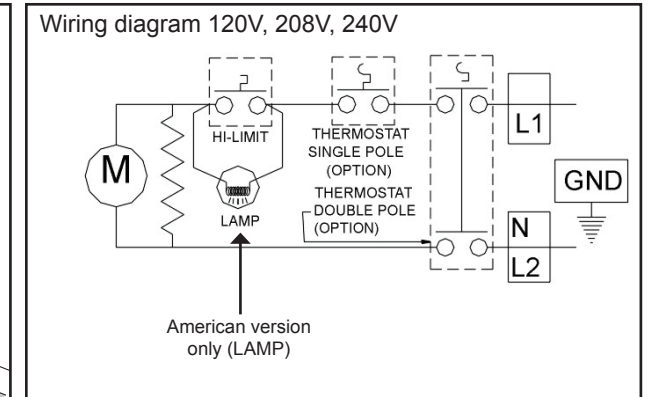 Wiring diagram 120V, 208V, 240V
L1
HI-LIMIT
THERMOSTAT
SINGLE POLE
(OPTION)
M
GND
THERMOSTAT
DOUBLE POLE
(OPTION)
LAMP
N
L2
American version
only (LAMP)